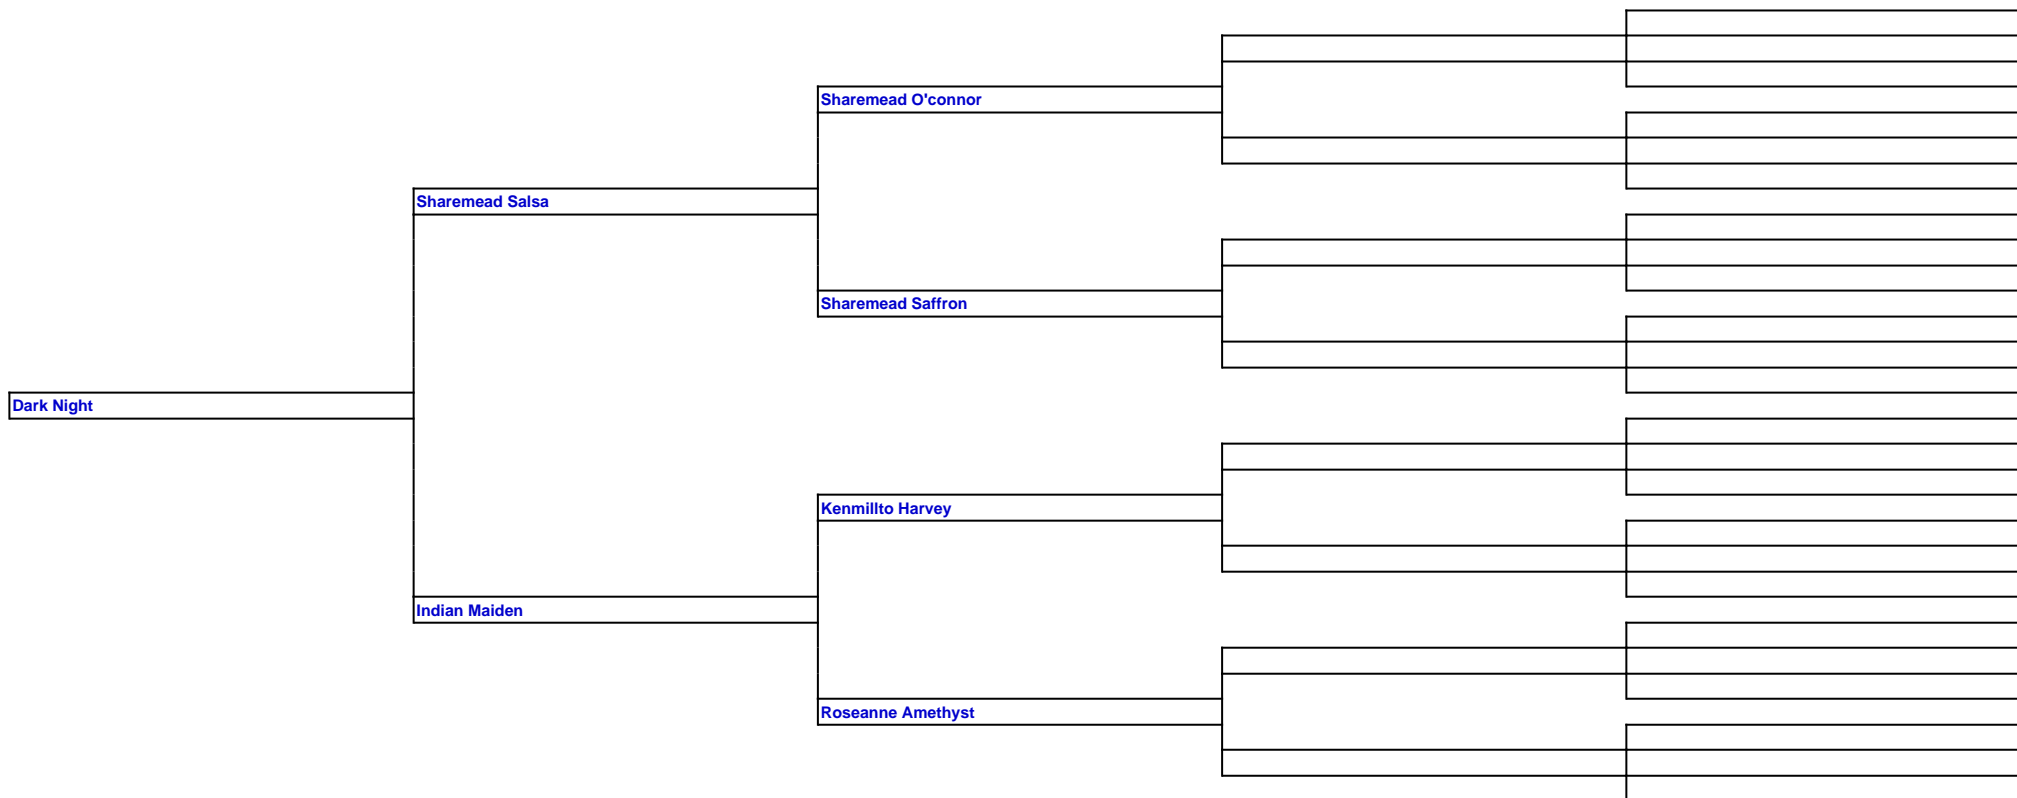 Sharemead O'connor
Sharemead Salsa
Sharemead Saffron
Dark Night
Kenmillto Harvey
Indian Maiden
Roseanne Amethyst